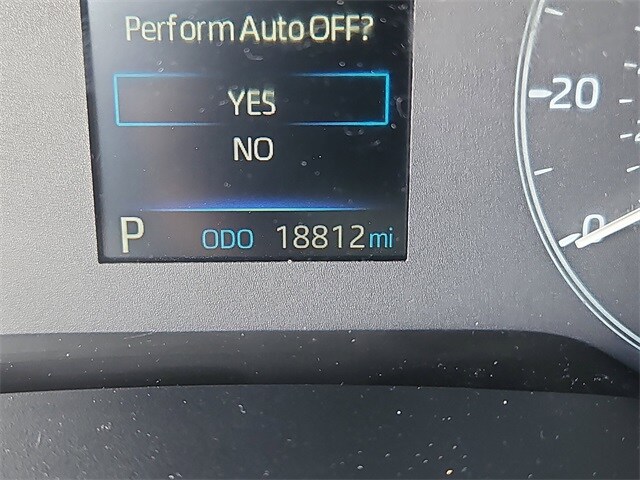 Perform Auto OFF?
YES
NO
P ODO 18812 mi
20
0